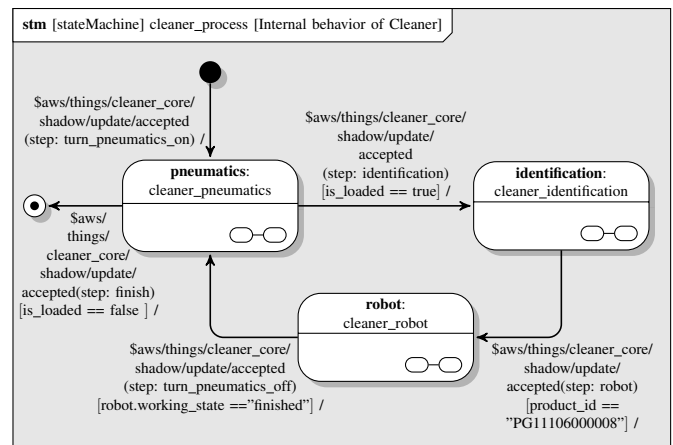 stm [stateMachine] cleaner_process [Internal behavior of Cleaner]
$aws/things/cleaner_core/
shadow/update/accepted
(step: turn_pneumatics_on) /
$aws/things/cleaner_core/
shadow/update/
accepted
(step: identification)
[is_loaded == true] /
pneumatics:
cleaner_pneumatics
identification:
cleaner_identification
$aws/
things/
cleaner_core/
shadow/update/
accepted(step: finish)
[is_loaded == false ] /
robot:
cleaner_robot
$aws/things/cleaner_core/
shadow/update/accepted
(step: turn_pneumatics_off)
[robot.working_state ==”finished”] /
$aws/things/cleaner_core/
shadow/update/
accepted(step: robot)
[product_id ==
”PG11106000008”] /